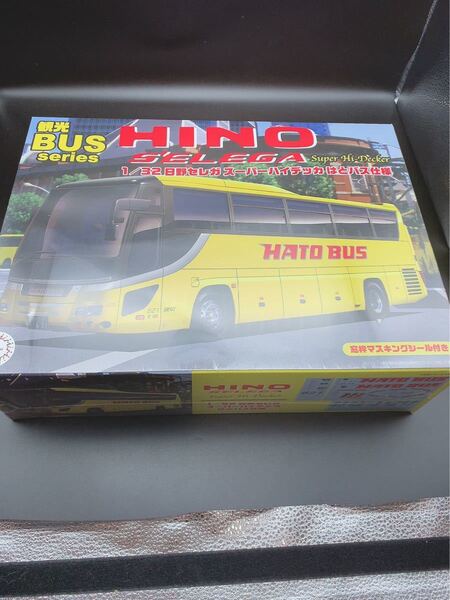 観光
BUS
series
HINO
SELEGA Super Hi-Decker
1/32 日野セレガ スーパーハイデッカ はとバス仕様
HATO BUS
窓枠マスキングシール付き
HINO
SELEGA
Super Hi-Decker
HATO BUS